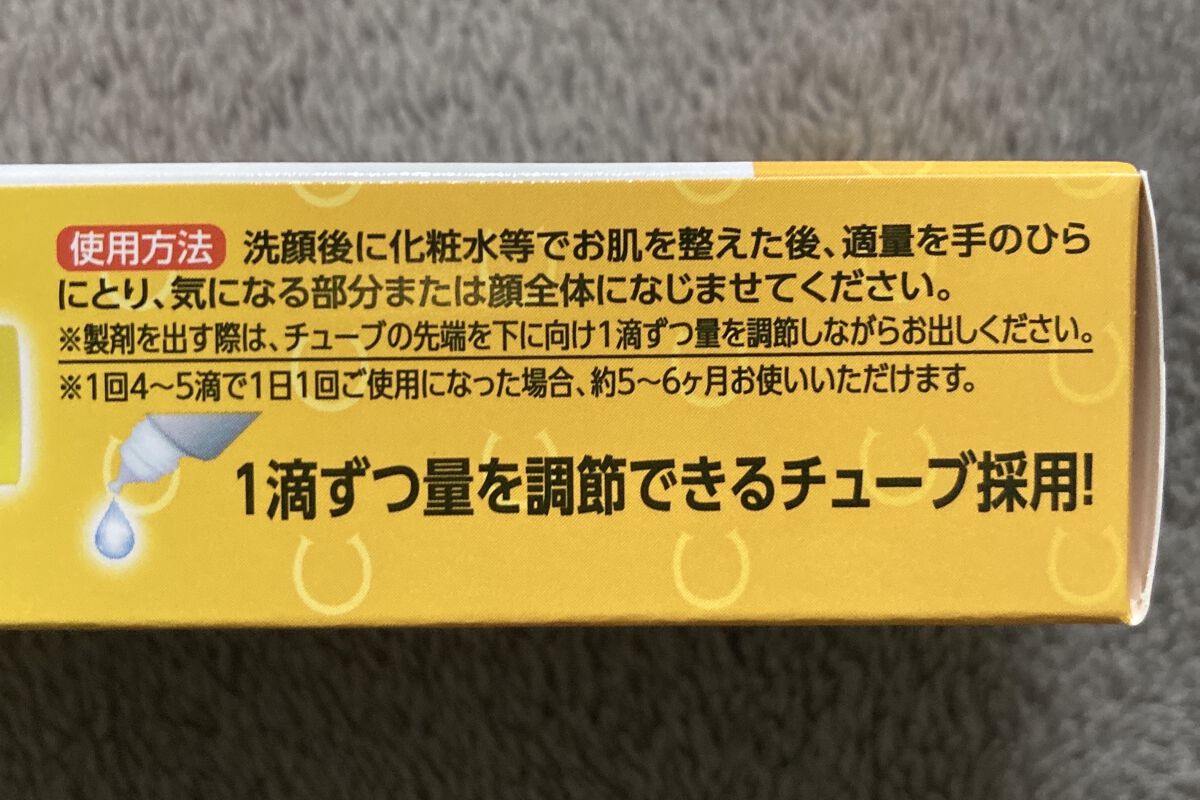 使用方法 洗顔後に化粧水等でお肌を整えた後、適量を手のひら
にとり、気になる部分または顔全体になじませてください。
※製剤を出す際は、チューブの先端を下に向け1滴ずつ量を調節しながらお出しください。
※1回4～5滴で1日1回ご使用になった場合、約5～6ヶ月お使いいただけます。
1滴ずつ量を調節できるチューブ採用!